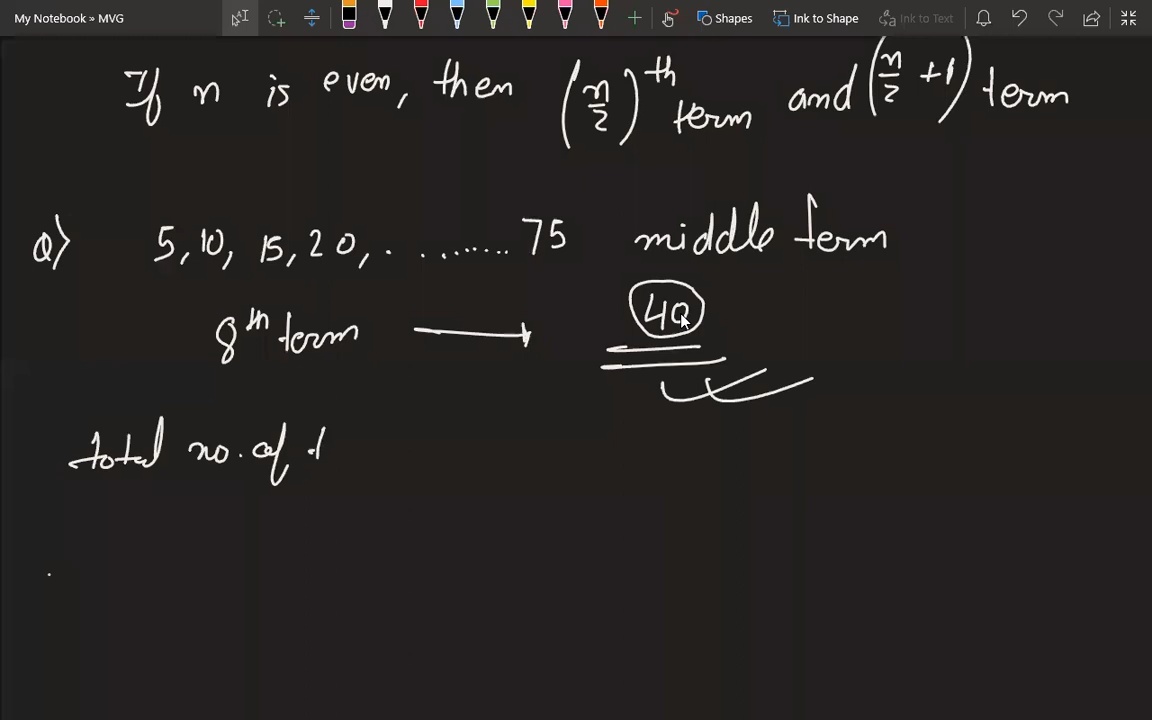 My Notebook » MVG Shapes Ink to Shape Ink to Text
If n is even, then (n/2)th term and (n/2 +1) term
Q) 5, 10, 15, 20, ........... 75 middle term
8th term → 40
total no. of